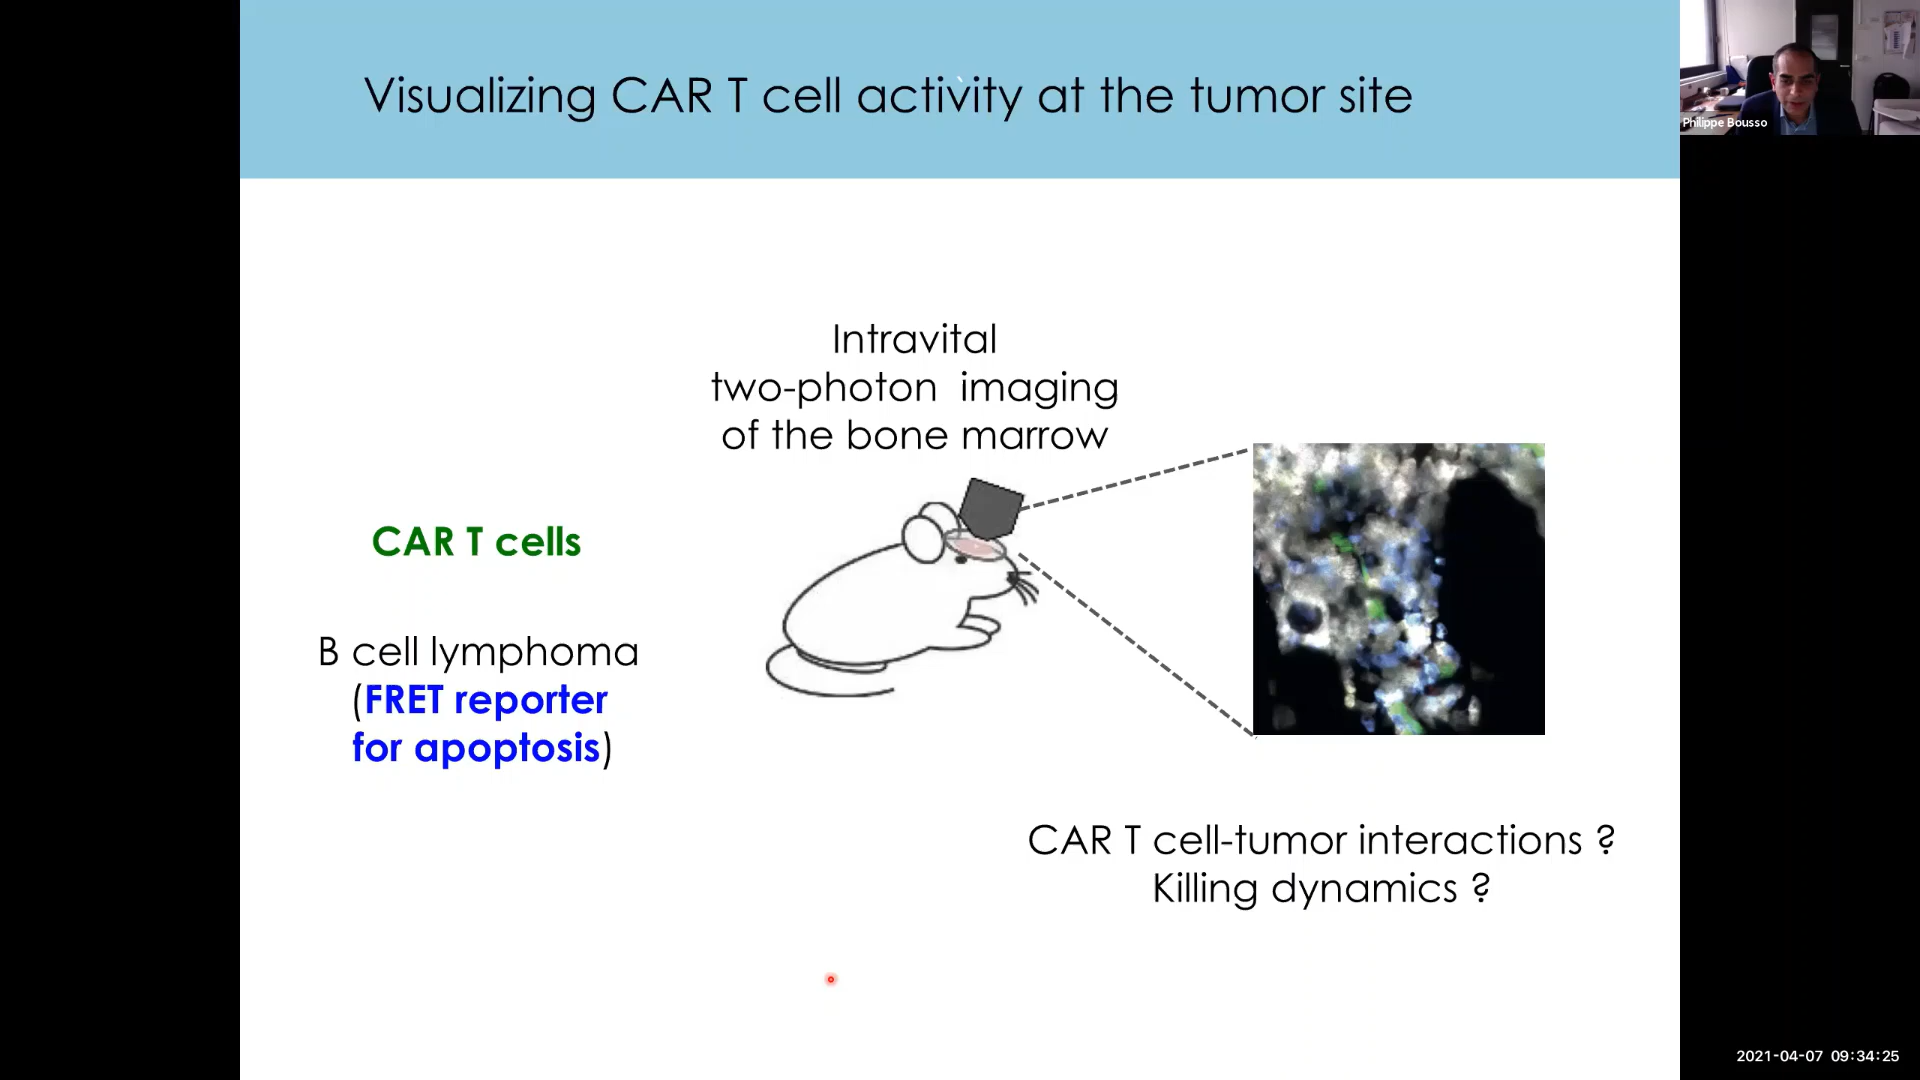 Visualizing CAR T cell activity at the tumor site
Philippe Bousso
Intravital
two-photon imaging
of the bone marrow
CAR T cells
B cell lymphoma
(FRET reporter
for apoptosis)
CAR T cell-tumor interactions ?
Killing dynamics ?
2021-04-07 09:34:25